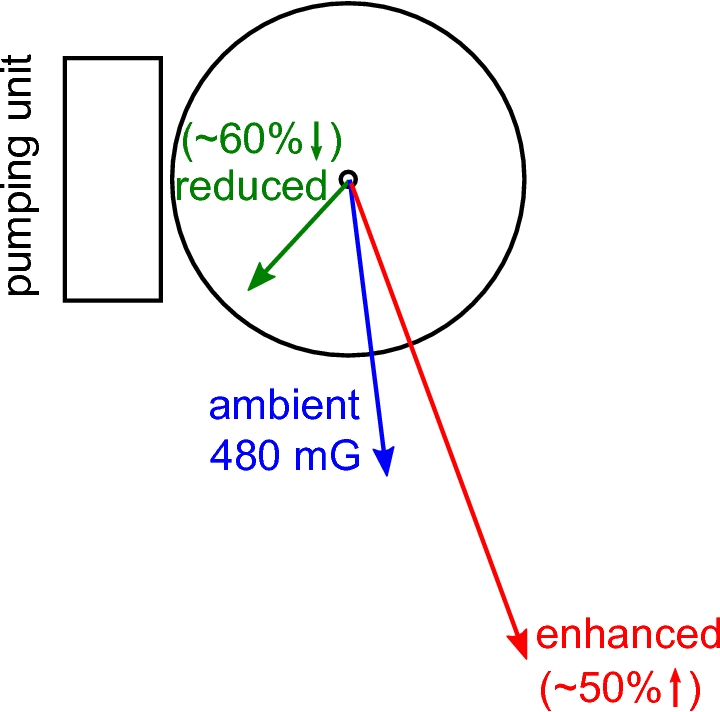 pumping unit
(~60%↓)
reduced
ambient
480 mG
enhanced
(~50%↑)